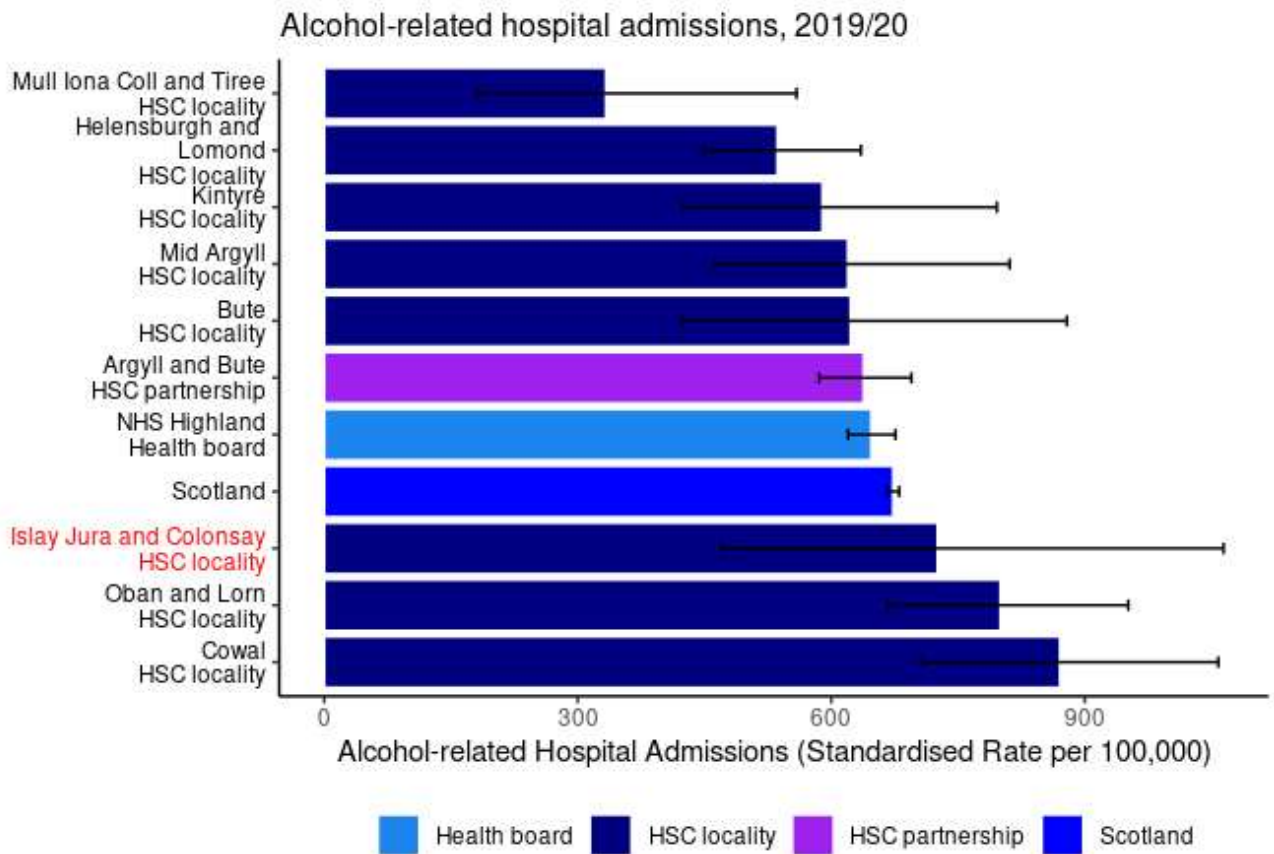 Alcohol-related hospital admissions, 2019/20
Mull Iona Coll and Tiree
HSC locality
Helensburgh and
Lomond
HSC locality
Kintyre
HSC locality
Mid Argyll
HSC locality
Bute
HSC locality
Argyll and Bute
HSC partnership
NHS Highland
Health board
Scotland
Islay Jura and Colonsay
HSC locality
Oban and Lorn
HSC locality
Cowal
HSC locality
0 300 600 900
Alcohol-related Hospital Admissions (Standardised Rate per 100,000)
Health board HSC locality HSC partnership Scotland